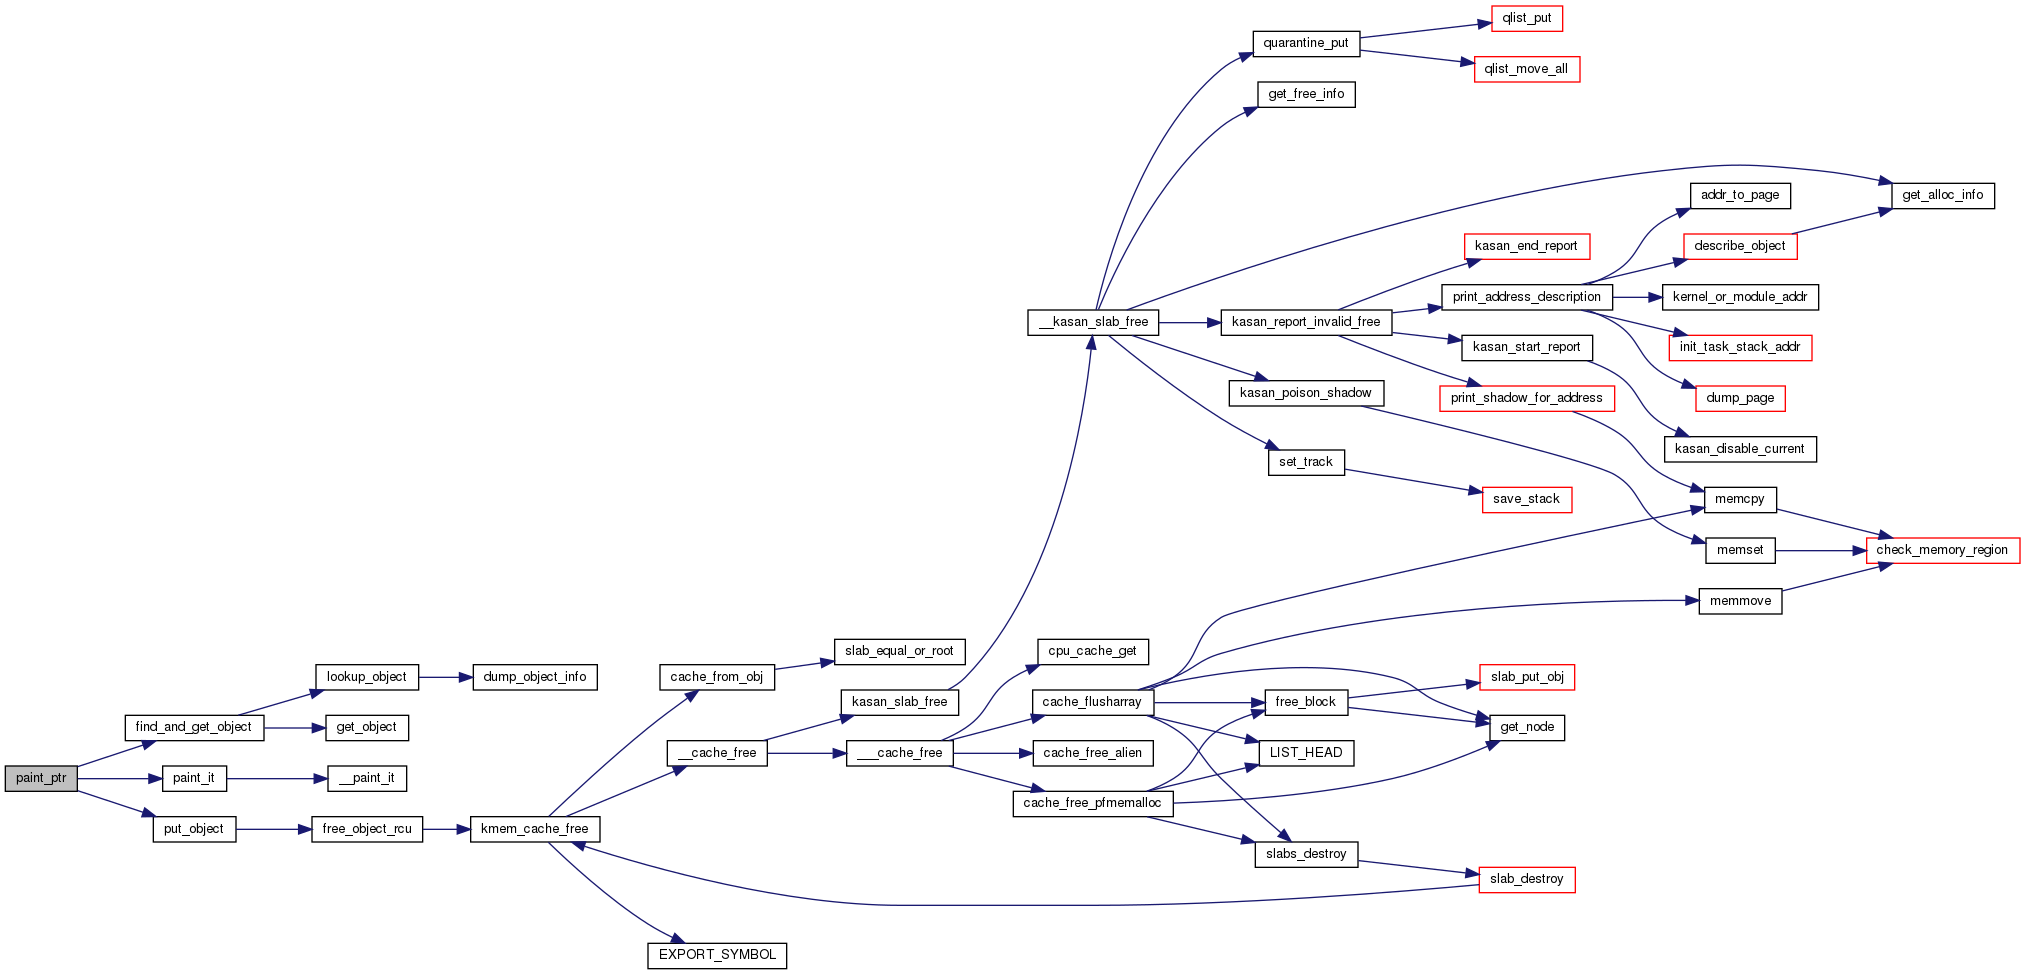 qlist_put
quarantine_put
qlist_move_all
get_free_info
addr_to_page
get_alloc_info
kasan_end_report
describe_object
print_address_description
kernel_or_module_addr
__kasan_slab_free
kasan_report_invalid_free
kasan_start_report
init_task_stack_addr
kasan_poison_shadow
print_shadow_for_address
dump_page
kasan_disable_current
set_track
save_stack
memcpy
memset
check_memory_region
memmove
slab_equal_or_root
cpu_cache_get
lookup_object
dump_object_info
cache_from_obj
slab_put_obj
kasan_slab_free
cache_flusharray
free_block
find_and_get_object
get_object
get_node
__cache_free
___cache_free
cache_free_alien
LIST_HEAD
paint_ptr
paint_it
__paint_it
cache_free_pfmemalloc
put_object
free_object_rcu
kmem_cache_free
slabs_destroy
slab_destroy
EXPORT_SYMBOL